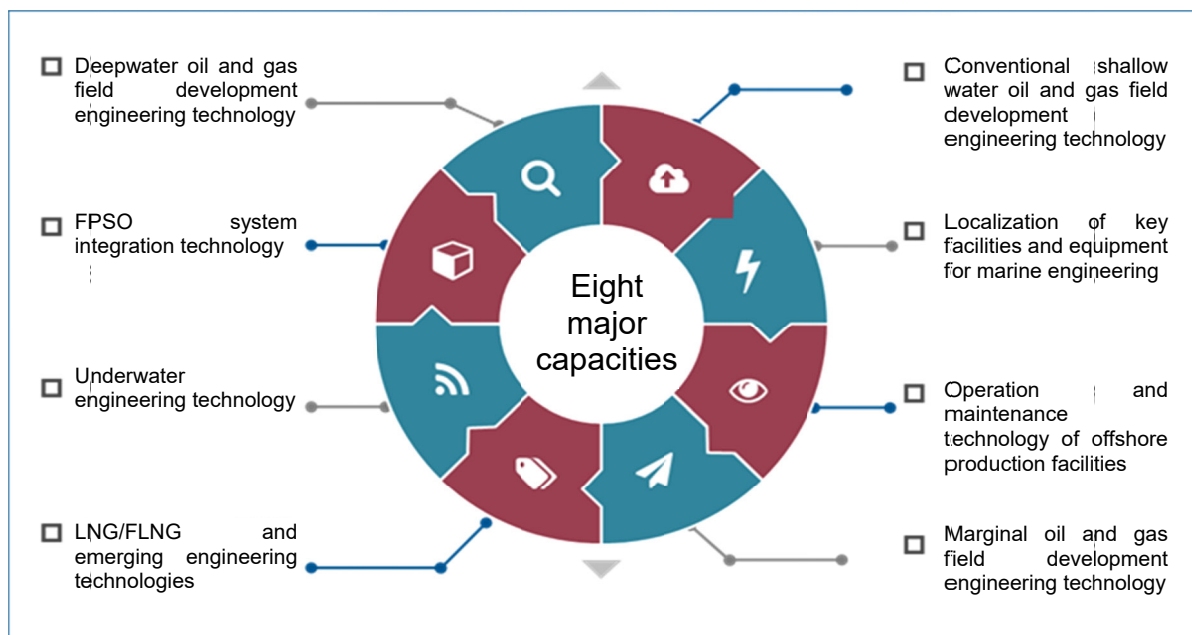 Deepwater oil and gas
field development
engineering technology
FPSO system
integration technology
Underwater
engineering technology
LNG/FLNG and
emerging engineering
technologies
Eight
major
capacities
Conventional shallow
water oil and gas field
development
engineering technology
Localization of key
facilities and equipment
for marine engineering
Operation and
maintenance
technology of offshore
production facilities
Marginal oil and gas
field development
engineering technology